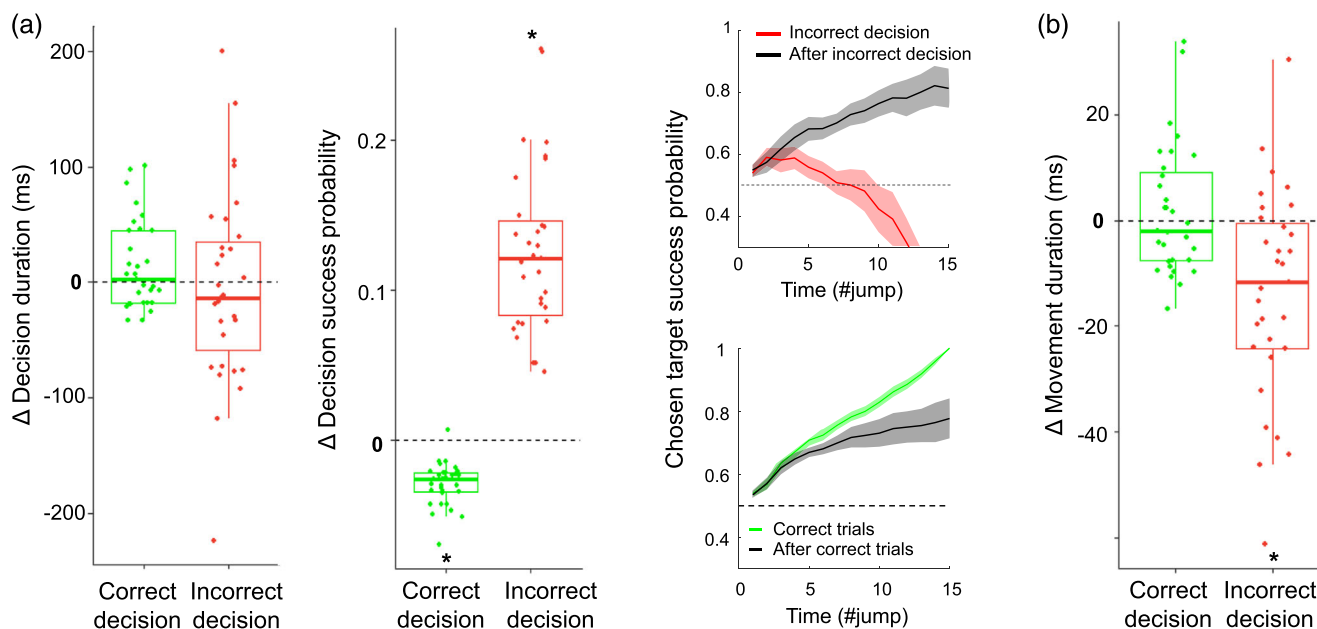 (a)
Δ Decision duration (ms)
200
100
0
-100
-200
Correct
decision
Incorrect
decision
Δ Decision success probability
0.2
0.1
0
*
*
Correct
decision
Incorrect
decision
Chosen target success probability
1
0.8
0.6
0.4
Incorrect decision
After incorrect decision
0
5
10
15
Time (#jump)
1
0.8
0.6
0.4
Correct trials
After correct trials
0
5
10
15
Time (#jump)
(b)
Δ Movement duration (ms)
20
0
-20
-40
*
Correct
decision
Incorrect
decision